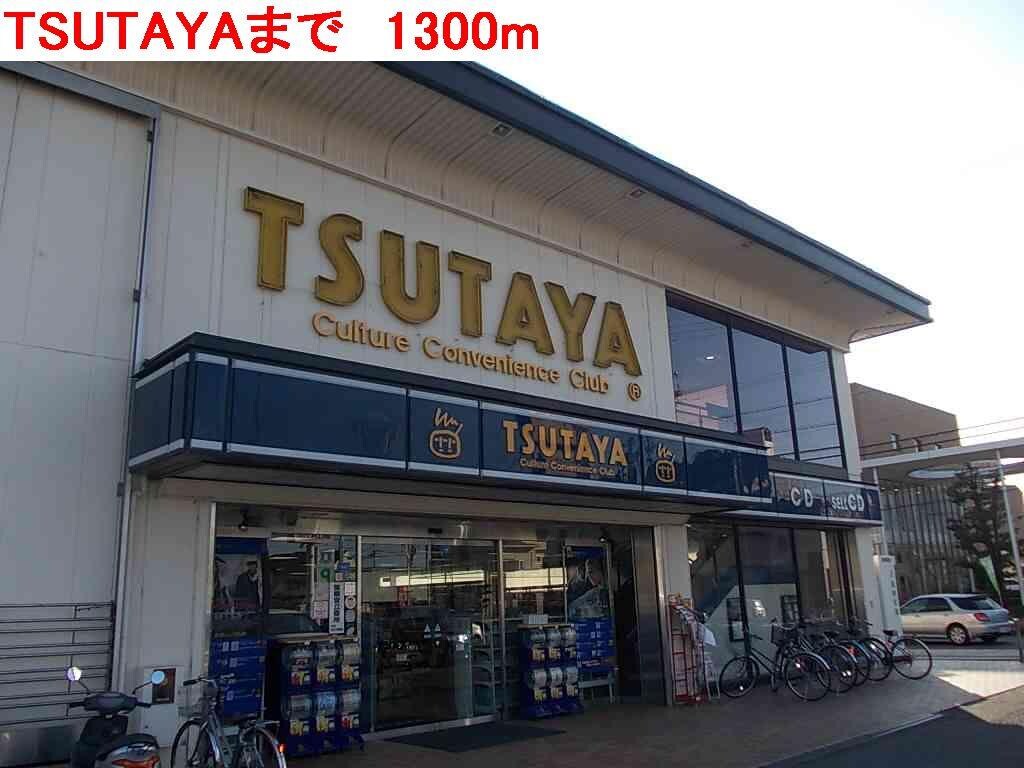 TSUTAYAまで 1300m
TSUTAYA
Culture Convenience Club ®
TSUTAYA
Culture Convenience Club
CD
SELL CD